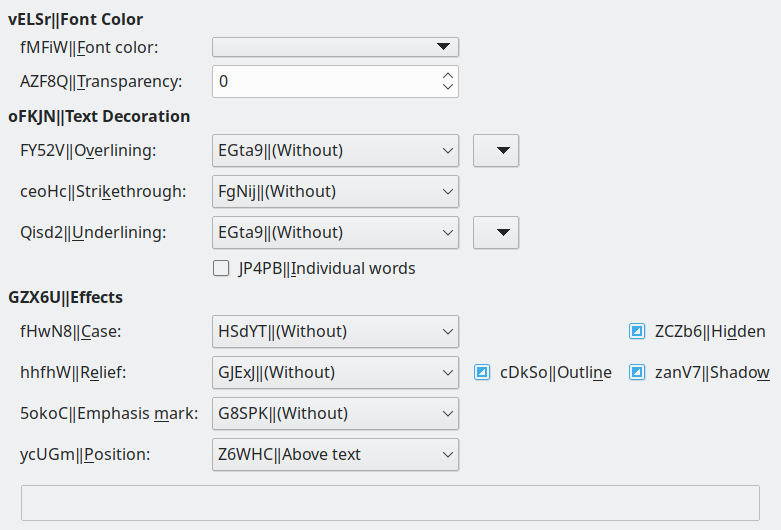 vELSr||Font Color
fMFiW||Font color:
AZF8Q||Transparency:
0
oFKJN||Text Decoration
FY52V||Overlining:
EGta9||(Without)
ceoHc||Strikethrough:
FgNij||(Without)
Qisd2||Underlining:
EGta9||(Without)
JP4PB||Individual words
GZX6U||Effects
fHwN8||Case:
HSdYT||(Without)
ZCZb6||Hidden
hhfhW||Relief:
GJExJ||(Without)
cDkSo||Outline
zanV7||Shadow
5okoC||Emphasis mark:
G8SPK||(Without)
ycUGm||Position:
Z6WHC||Above text